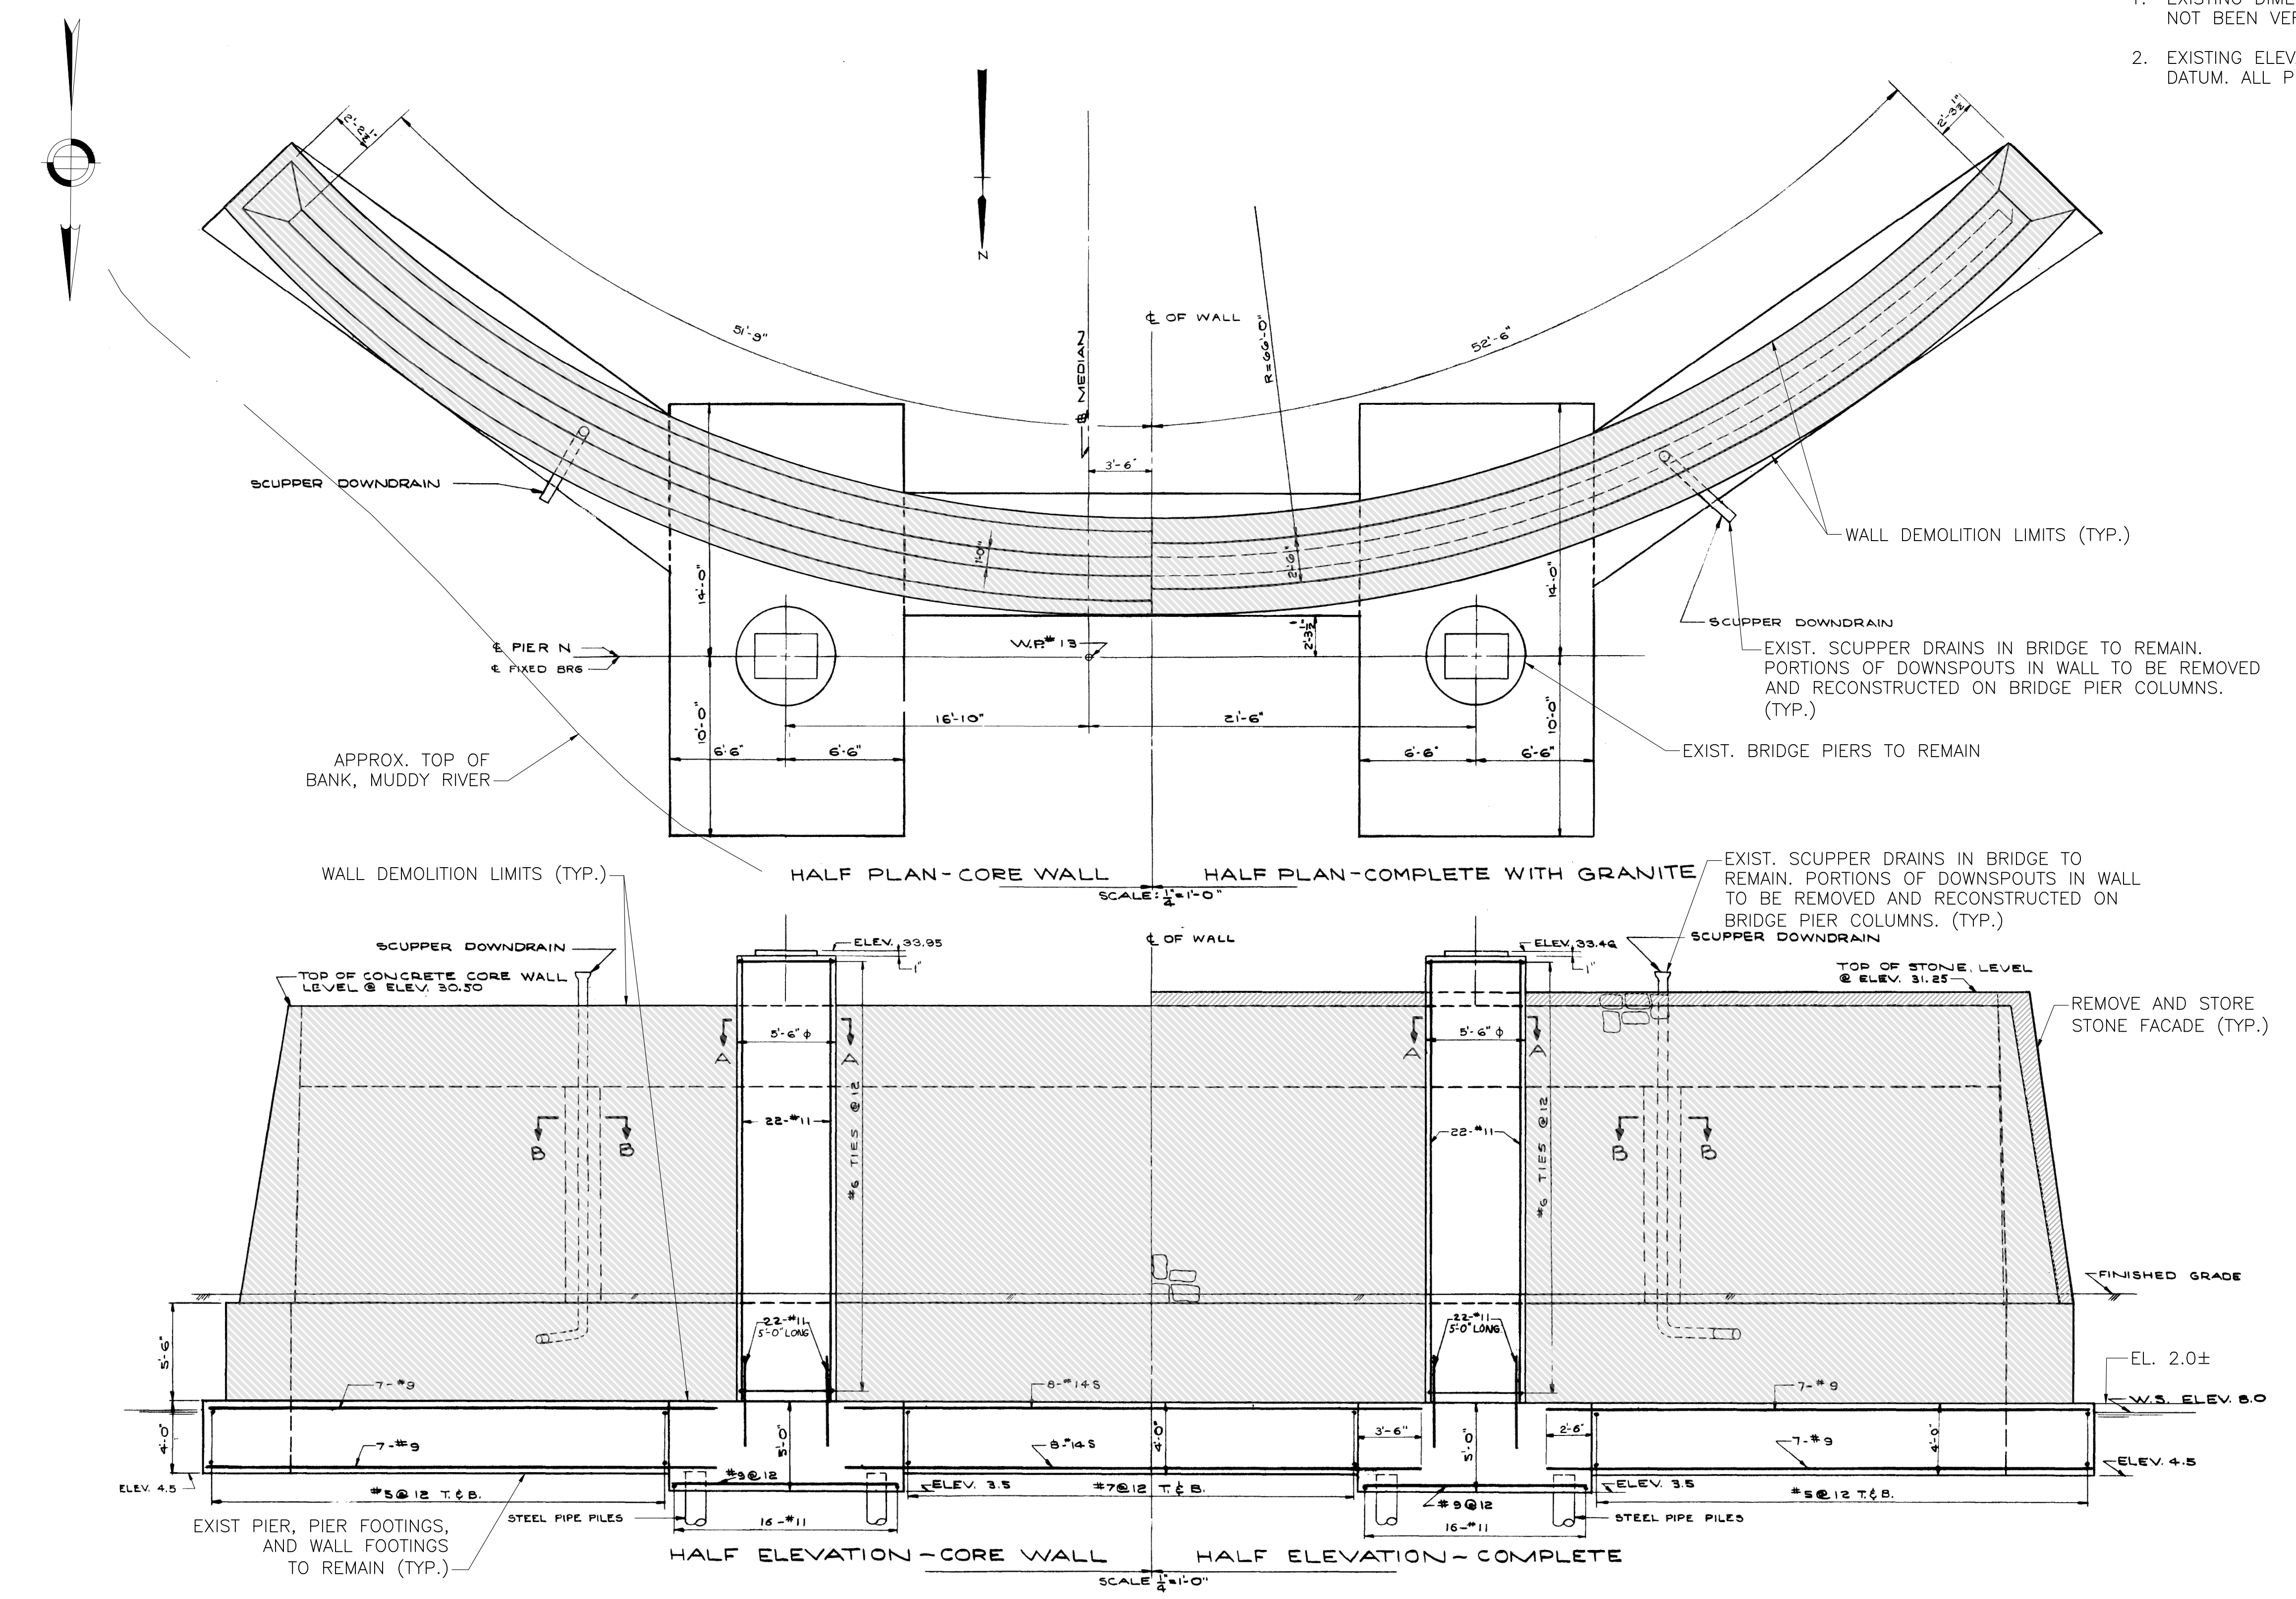 NOT BEEN VER
2. EXISTING ELEV
DATUM. ALL P
2'-3 1/2"
N
℄ OF WALL
51'-9"
52'-6"
R=66'-0"
MEDIAN
3'-6"
SCUPPER DOWNDRAIN
1'-0"
2'-6"
WALL DEMOLITION LIMITS (TYP.)
14'-0"
14'-0"
2'-3 1/2"
SCUPPER DOWNDRAIN
℄ PIER N
℄ FIXED BRG
W.P.# 13
EXIST. SCUPPER DRAINS IN BRIDGE TO REMAIN.
PORTIONS OF DOWNSPOUTS IN WALL TO BE REMOVED
AND RECONSTRUCTED ON BRIDGE PIER COLUMNS.
(TYP.)
16'-10"
21'-6"
10'-0"
10'-0"
6'-6"
6'-6"
6'-6"
6'-6"
EXIST. BRIDGE PIERS TO REMAIN
APPROX. TOP OF
BANK, MUDDY RIVER
HALF PLAN-CORE WALL
HALF PLAN-COMPLETE WITH GRANITE
SCALE: 1/4"=1'-0"
WALL DEMOLITION LIMITS (TYP.)
EXIST. SCUPPER DRAINS IN BRIDGE TO
REMAIN. PORTIONS OF DOWNSPOUTS IN WALL
TO BE REMOVED AND RECONSTRUCTED ON
BRIDGE PIER COLUMNS. (TYP.)
SCUPPER DOWNDRAIN
ELEV. 33.95
1"
℄ OF WALL
ELEV. 33.46
1"
SCUPPER DOWNDRAIN
TOP OF CONCRETE CORE WALL
LEVEL @ ELEV. 30.50
TOP OF STONE, LEVEL
@ ELEV. 31.25
REMOVE AND STORE
STONE FACADE (TYP.)
5'-6" ϕ
5'-6" ϕ
A
A
A
A
22-#11
#6 TIES @ 12
22-#11
#6 TIES @ 12
B
B
B
B
FINISHED GRADE
22-#11
5'-0" LONG
22-#11
5'-0" LONG
5'-6"
EL. 2.0±
7-#9
8-#14S
7-#9
W.S. ELEV. 8.0
4'-0"
7-#9
5'-0"
8-#14S
4'-0"
3'-6"
5'-0"
2'-6"
7-#9
4'-0"
ELEV. 4.5
ELEV. 4.5
#5@12 T.& B.
#9@12
ELEV. 3.5
#7@12 T.& B.
#9@12
ELEV. 3.5
#5@12 T.& B.
STEEL PIPE PILES
16-#11
16-#11
STEEL PIPE PILES
EXIST PIER, PIER FOOTINGS,
AND WALL FOOTINGS
TO REMAIN (TYP.)
HALF ELEVATION-CORE WALL
HALF ELEVATION-COMPLETE
SCALE 1/4"=1'-0"